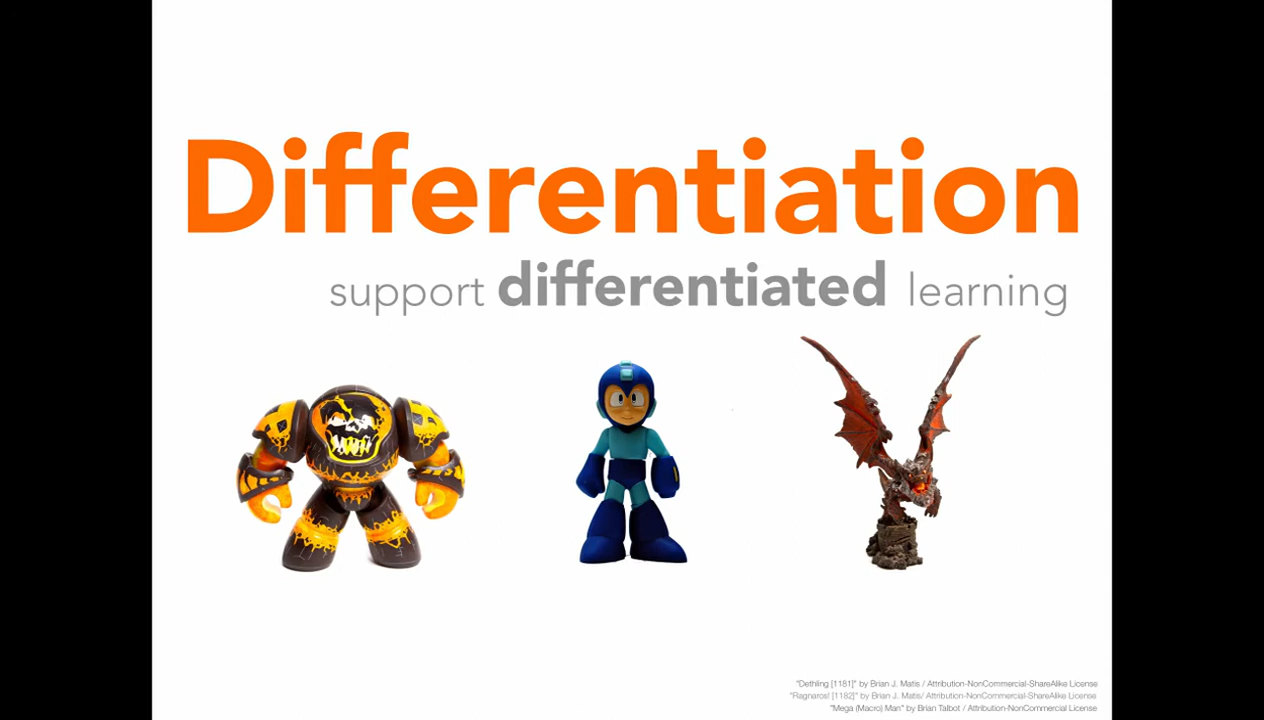 Differentiation
support differentiated learning
"Dethling [1181]" by Brian J. Matis / Attribution-NonCommercial-ShareAlike License
"Ragnaros! [1182]" by Brian J. Matis/ Attribution-NonCommercial-ShareAlike License
"Mega (Macro) Man" by Brian Talbot / Attribution-NonCommercial License